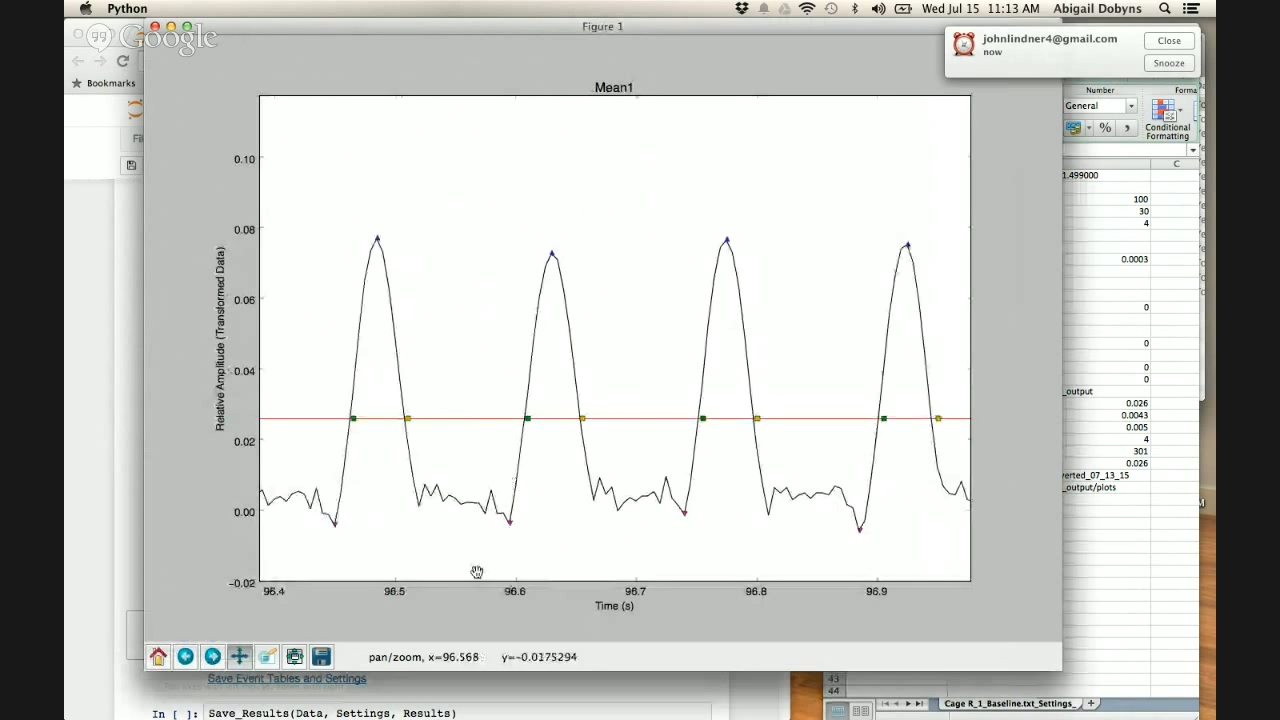 Python
Wed Jul 15 11:13 AM Abigail Dobyns
Google
Figure 1
johnlindner4@gmail.com
now
Close
Snooze
Bookmarks
Mean1
Number
General
%
Conditional
Formatting
C
1.499000
100
30
4
0.0003
0
0
0
0
_output
0.026
0.0043
0.005
4
301
0.026
verted_07_13_15
_output/plots
Relative Amplitude (Transformed Data)
0.10
0.08
0.06
0.04
0.02
0.00
−0.02
96.4 96.5 96.6 96.7 96.8 96.9
Time (s)
pan/zoom, x=96.568 y=-0.0175294
Save Event Tables and Settings
In [ ]: Save_Results(Data, Settings, Results)
43
44
Cage R_1_Baseline.txt_Settings_